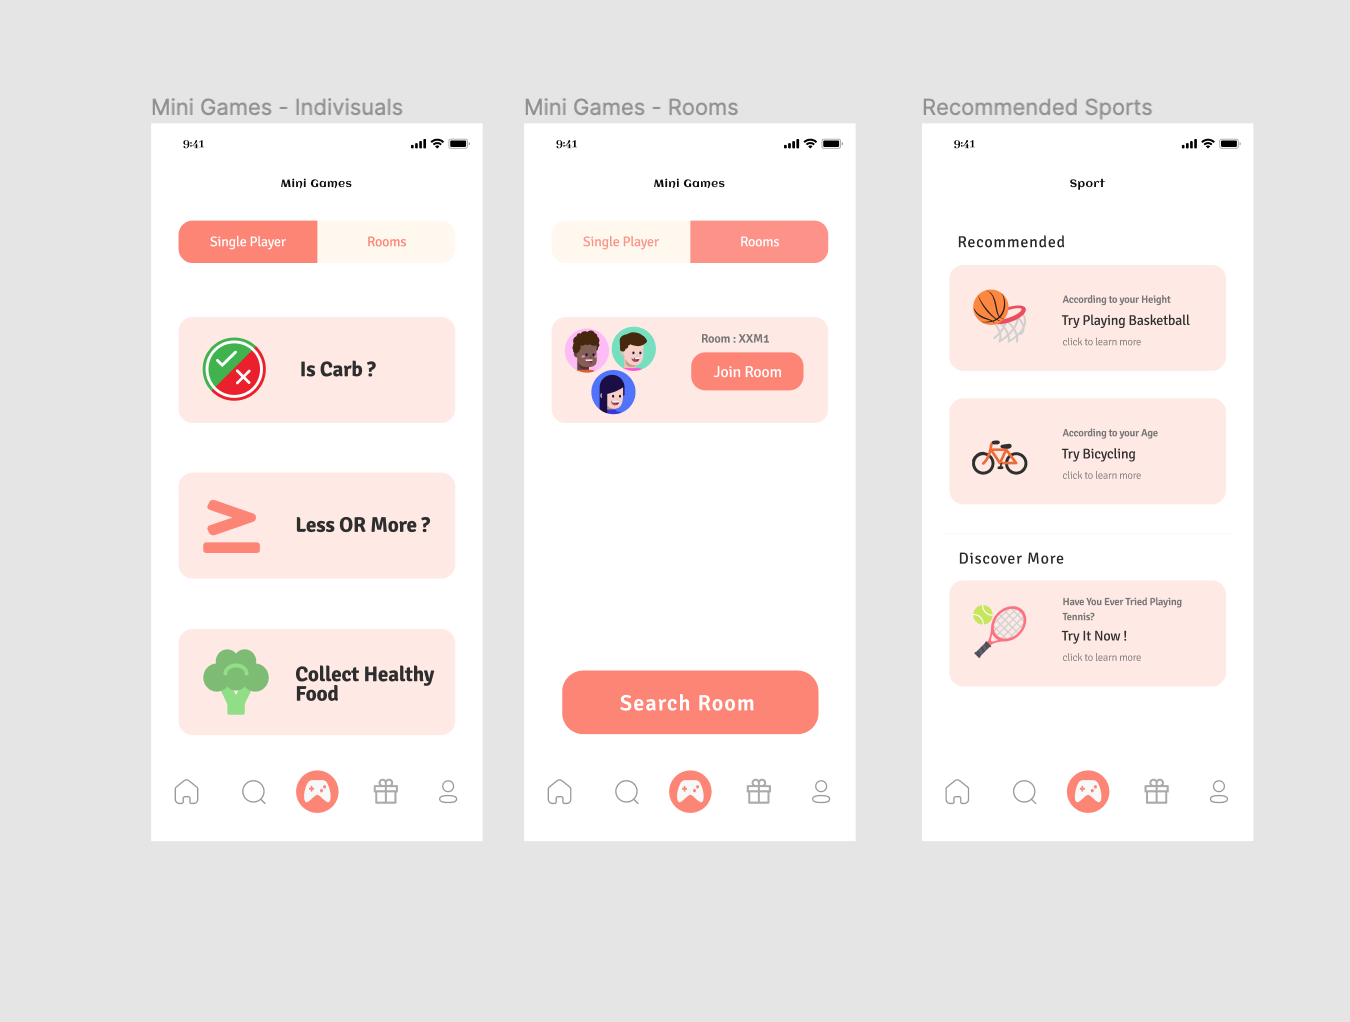 Mini Games - Indivisuals
9:41
Mini Games
Single Player
Rooms
Is Carb ?
Less OR More ?
Collect Healthy
Food
Mini Games - Rooms
9:41
Mini Games
Single Player
Rooms
Room : XXM1
Join Room
Search Room
Recommended Sports
9:41
Sport
Recommended
According to your Height
Try Playing Basketball
click to learn more
According to your Age
Try Bicycling
click to learn more
Discover More
Have You Ever Tried Playing
Tennis?
Try It Now !
click to learn more